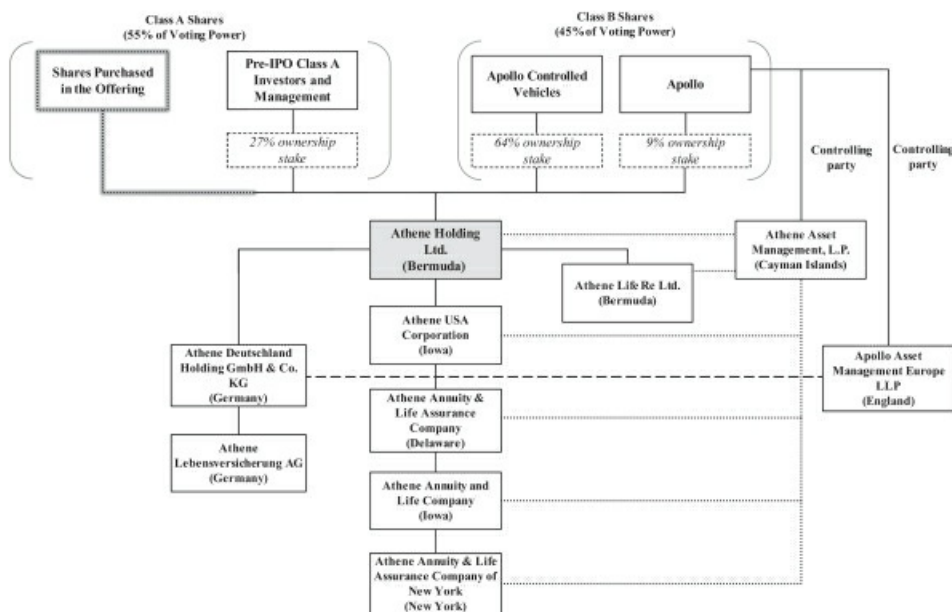 Class A Shares
(55% of Voting Power)
Class B Shares
(45% of Voting Power)
Shares Purchased
in the Offering
Pre-IPO Class A
Investors and
Management
Apollo Controlled
Vehicles
Apollo
27% ownership
stake
64% ownership
stake
9% ownership
stake
Controlling
party
Controlling
party
Athene Holding
Ltd.
(Bermuda)
Athene Asset
Management, L.P.
(Cayman Islands)
Athene Life Re Ltd.
(Bermuda)
Athene USA
Corporation
(Iowa)
Athene Deutschland
Holding GmbH & Co.
KG
(Germany)
Apollo Asset
Management Europe
LLP
(England)
Athene Annuity &
Life Assurance
Company
(Delaware)
Athene
Lebensversicherung AG
(Germany)
Athene Annuity and
Life Company
(Iowa)
Athene Annuity & Life
Assurance Company of
New York
(New York)